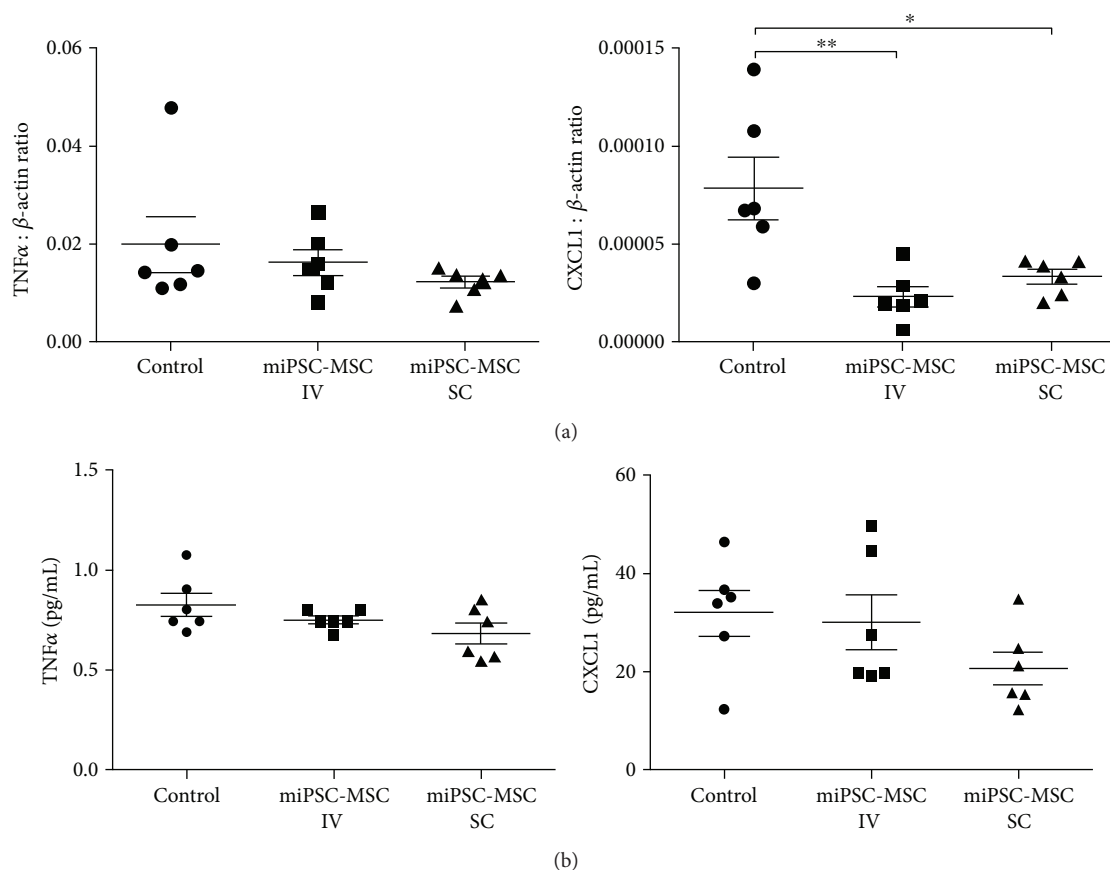 TNFα : β-actin ratio
0.06
0.04
0.02
0.00
Control
miPSC-MSC
IV
miPSC-MSC
SC
CXCL1 : β-actin ratio
0.00015
0.00010
0.00005
0.00000
*
**
Control
miPSC-MSC
IV
miPSC-MSC
SC
(a)
TNFα (pg/mL)
1.5
1.0
0.5
0.0
Control
miPSC-MSC
IV
miPSC-MSC
SC
CXCL1 (pg/mL)
60
40
20
0
Control
miPSC-MSC
IV
miPSC-MSC
SC
(b)